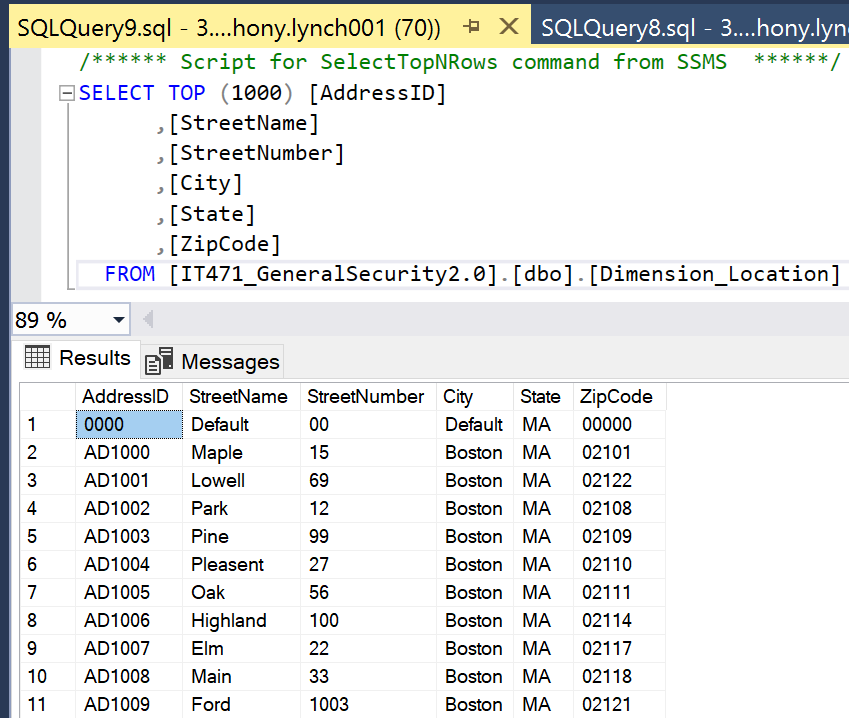 SQLQuery9.sql - 3....hony.lynch001 (70)) SQLQuery8.sql - 3....hony.lyn
/****** Script for SelectTopNRows command from SSMS  ******/
SELECT TOP (1000) [AddressID]
,[StreetName]
,[StreetNumber]
,[City]
,[State]
,[ZipCode]
FROM [IT471_GeneralSecurity2.0].[dbo].[Dimension_Location]
89 %
Results Messages
AddressID StreetName StreetNumber City State ZipCode
1 0000 Default 00 Default MA 00000
2 AD1000 Maple 15 Boston MA 02101
3 AD1001 Lowell 69 Boston MA 02122
4 AD1002 Park 12 Boston MA 02108
5 AD1003 Pine 99 Boston MA 02109
6 AD1004 Pleasent 27 Boston MA 02110
7 AD1005 Oak 56 Boston MA 02111
8 AD1006 Highland 100 Boston MA 02114
9 AD1007 Elm 22 Boston MA 02117
10 AD1008 Main 33 Boston MA 02118
11 AD1009 Ford 1003 Boston MA 02121